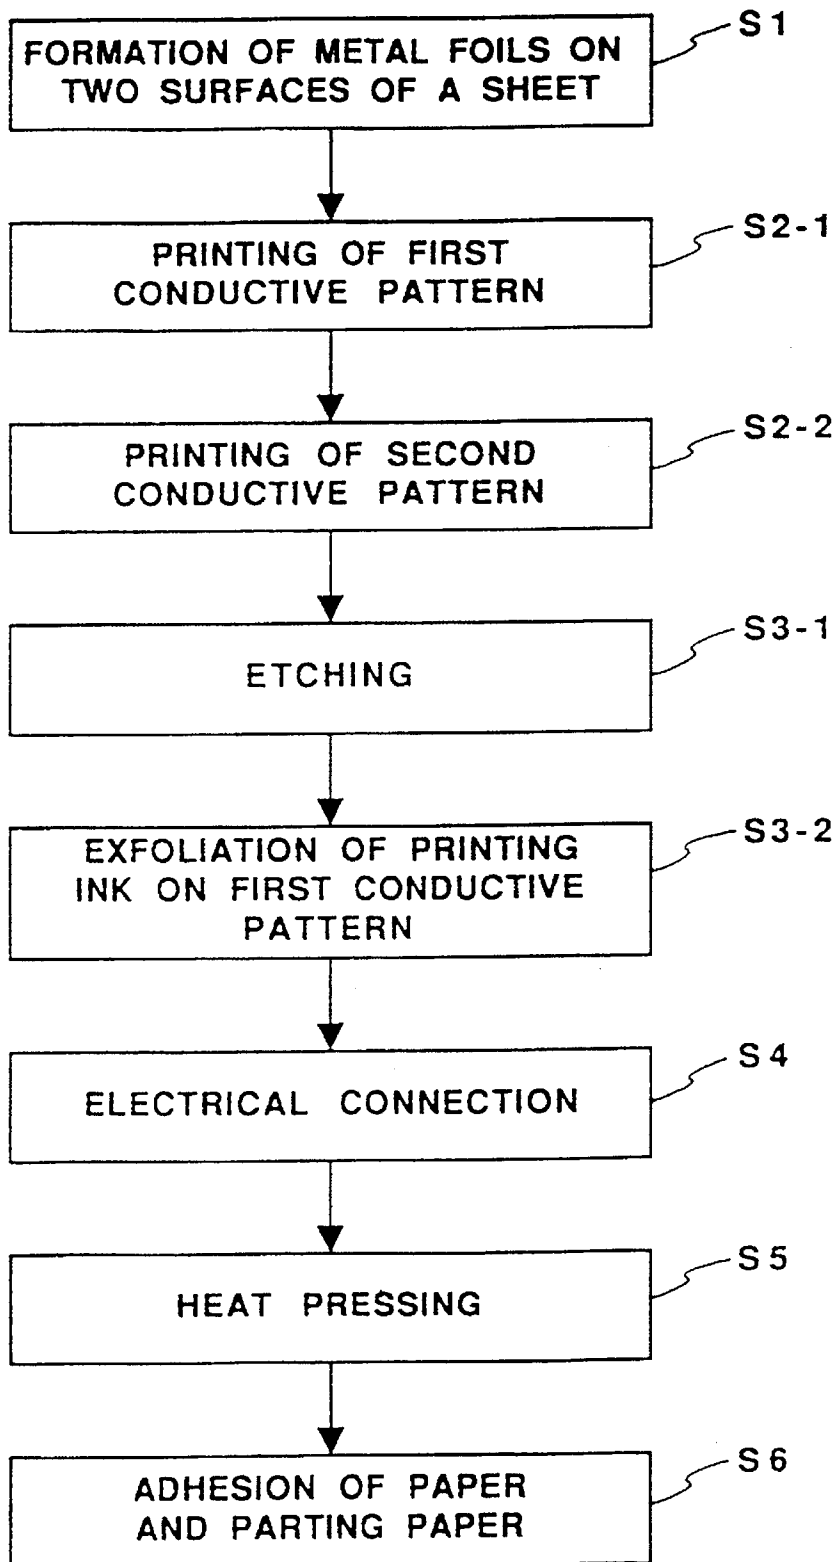 S1
FORMATION OF METAL FOILS ON
TWO SURFACES OF A SHEET
S2-1
PRINTING OF FIRST
CONDUCTIVE PATTERN
S2-2
PRINTING OF SECOND
CONDUCTIVE PATTERN
S3-1
ETCHING
S3-2
EXFOLIATION OF PRINTING
INK ON FIRST CONDUCTIVE
PATTERN
S4
ELECTRICAL CONNECTION
S5
HEAT PRESSING
S6
ADHESION OF PAPER
AND PARTING PAPER